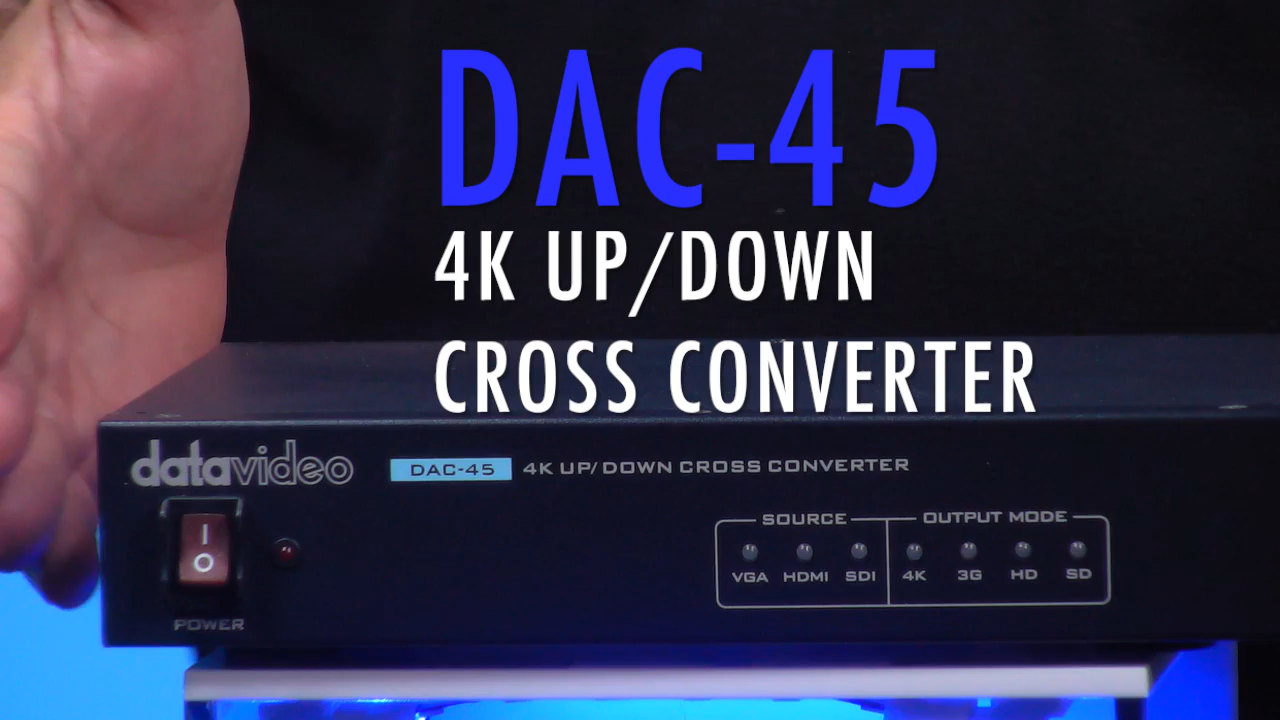 DAC-45
4K UP/DOWN
CROSS CONVERTER
datavideo
DAC-45 4K UP/DOWN CROSS CONVERTER
I
O
POWER
SOURCE OUTPUT MODE
VGA HDMI SDI 4K 3G HD SD